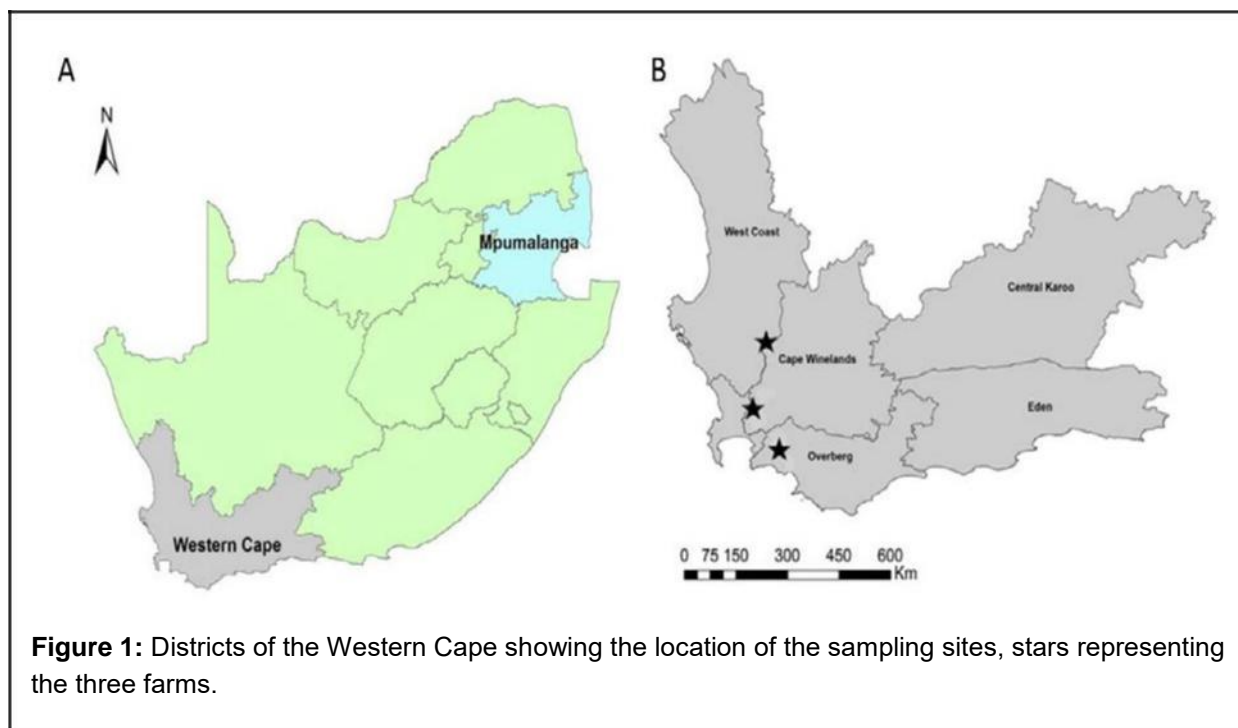 A
B
N
Mpumalanga
Western Cape
West Coast
Central Karoo
Cape Winelands
Eden
Overberg
0 75 150 300 450 600
Km
Figure 1: Districts of the Western Cape showing the location of the sampling sites, stars representing
the three farms.